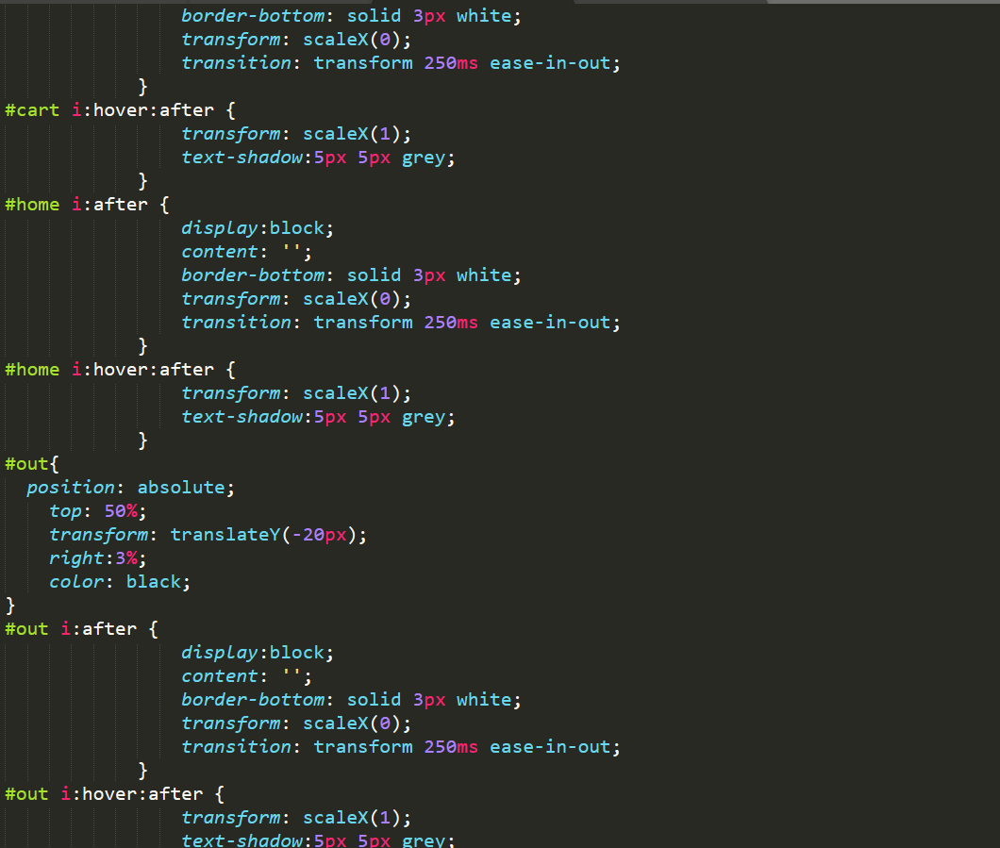 border-bottom: solid 3px white;
transform: scaleX(0);
transition: transform 250ms ease-in-out;
}
#cart i:hover:after {
transform: scaleX(1);
text-shadow:5px 5px grey;
}
#home i:after {
display:block;
content: '';
border-bottom: solid 3px white;
transform: scaleX(0);
transition: transform 250ms ease-in-out;
}
#home i:hover:after {
transform: scaleX(1);
text-shadow:5px 5px grey;
}
#out{
position: absolute;
top: 50%;
transform: translateY(-20px);
right:3%;
color: black;
}
#out i:after {
display:block;
content: '';
border-bottom: solid 3px white;
transform: scaleX(0);
transition: transform 250ms ease-in-out;
}
#out i:hover:after {
transform: scaleX(1);
text-shadow:5px 5px grey;